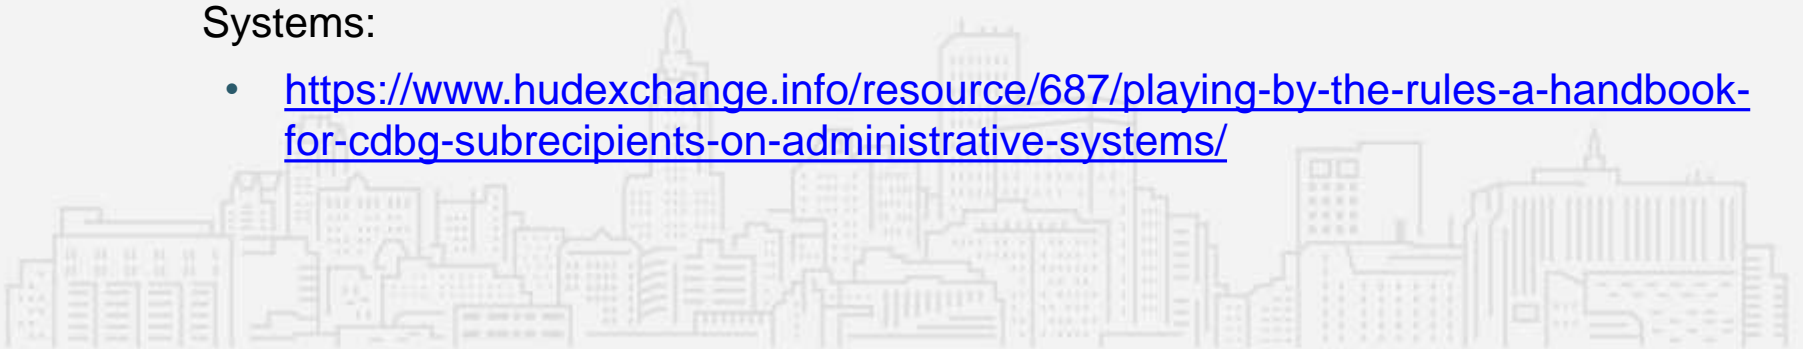 Systems:
• https://www.hudexchange.info/resource/687/playing-by-the-rules-a-handbook-
for-cdbg-subrecipients-on-administrative-systems/